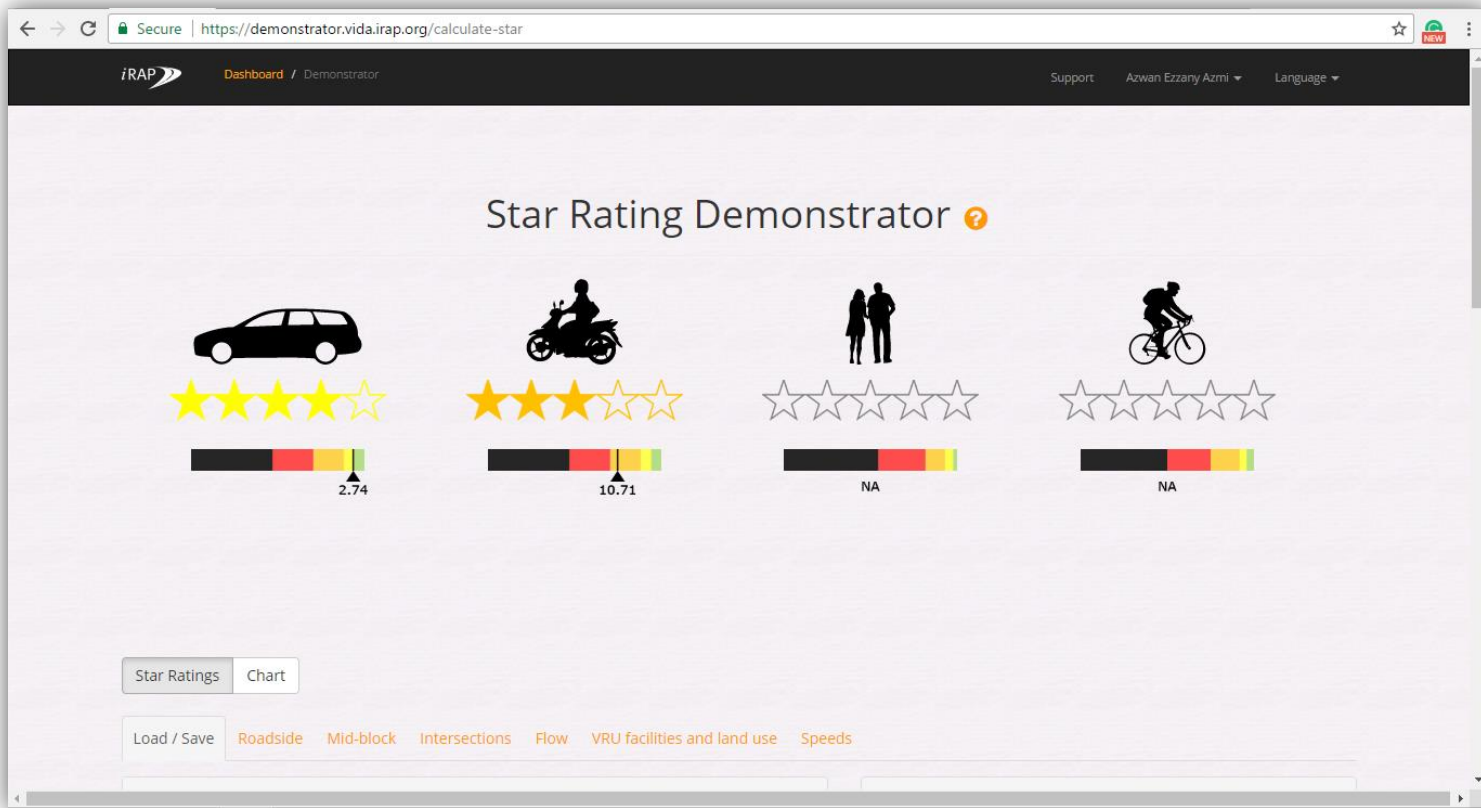 Secure | https://demonstrator.vida.irap.org/calculate-star
NEW
iRAP Dashboard / Demonstrator Support Azwan Ezzany Azmi Language
Star Rating Demonstrator ?
2.74 10.71 NA NA
Star Ratings Chart
Load / Save Roadside Mid-block Intersections Flow VRU facilities and land use Speeds